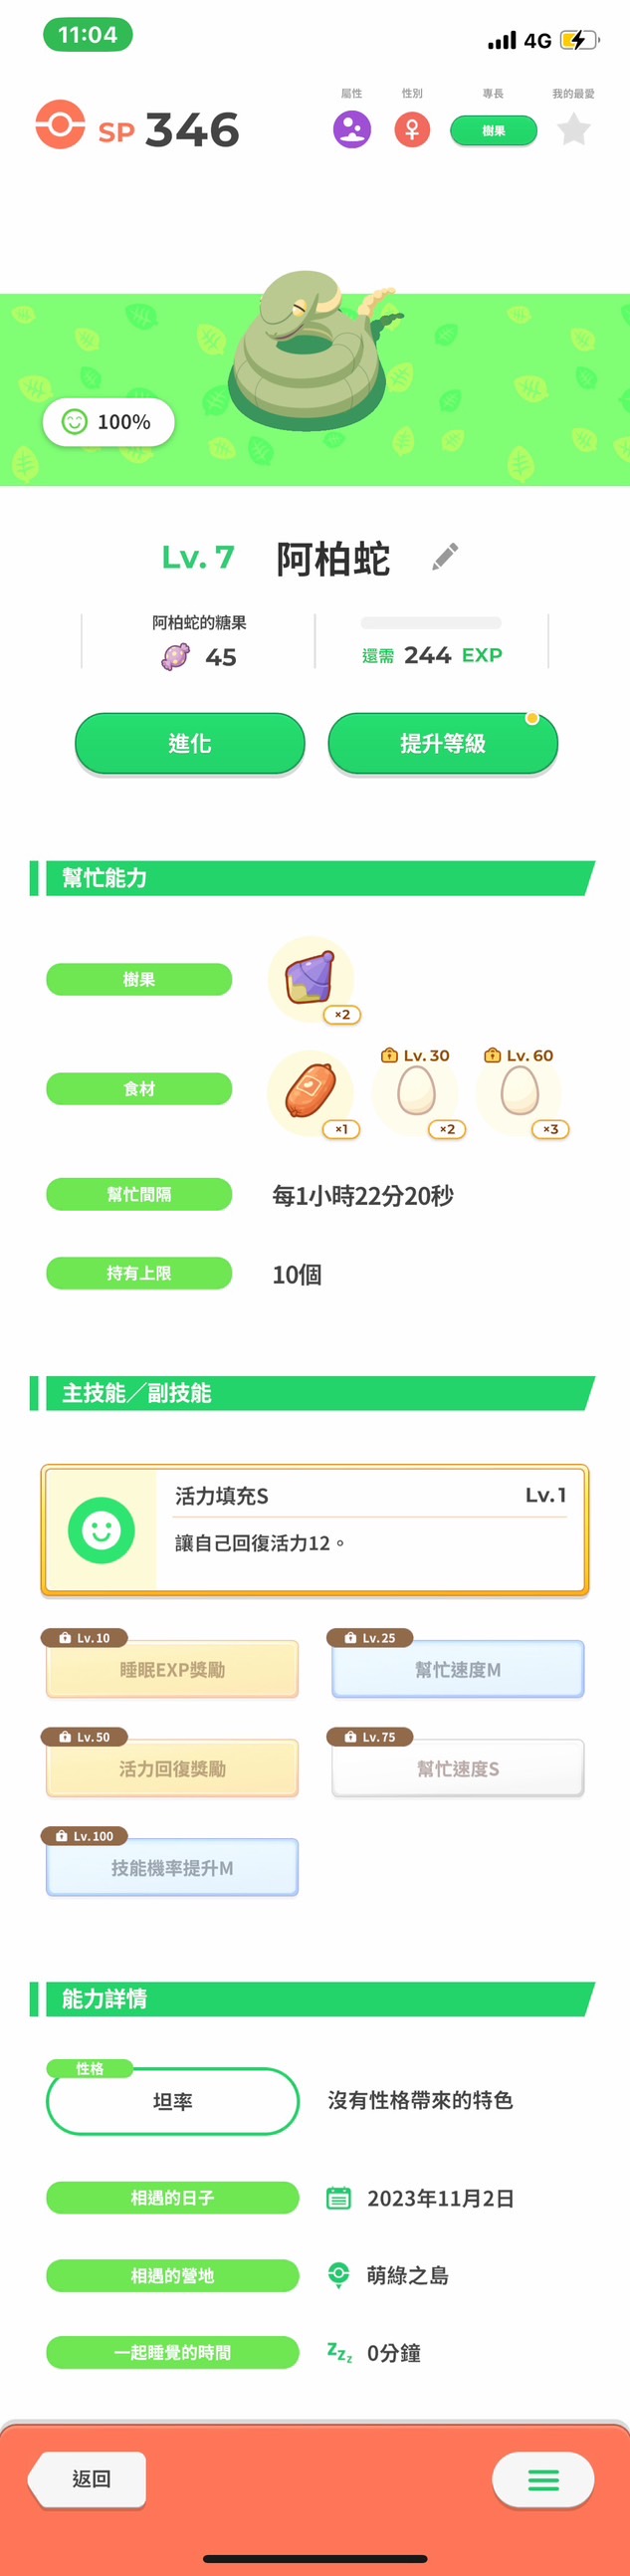 11:04
4G
屬性 性別 專長 我的最愛
SP 346
樹果
100%
Lv. 7 阿柏蛇
阿柏蛇的糖果
45
還需 244 EXP
進化
提升等級
幫忙能力
樹果
×2
Lv. 30 Lv. 60
食材
×1 ×2 ×3
幫忙間隔 每1小時22分20秒
持有上限 10個
主技能／副技能
活力填充S Lv.1
讓自己回復活力12。
Lv.10 Lv.25
睡眠EXP獎勵 幫忙速度M
Lv.50 Lv.75
活力回復獎勵 幫忙速度S
Lv.100
技能機率提升M
能力詳情
性格
坦率 沒有性格帶來的特色
相遇的日子 2023年11月2日
相遇的營地 萌綠之島
一起睡覺的時間 zzz 0分鐘
返回